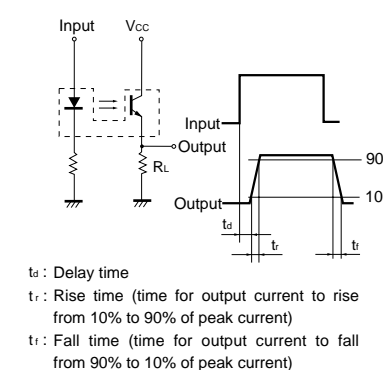 Input
Vcc
Output
RL
Input
Output
90
10
td
tr
tf
td : Delay time
tr : Rise time (time for output current to rise
from 10% to 90% of peak current)
tf : Fall time (time for output current to fall
from 90% to 10% of peak current)